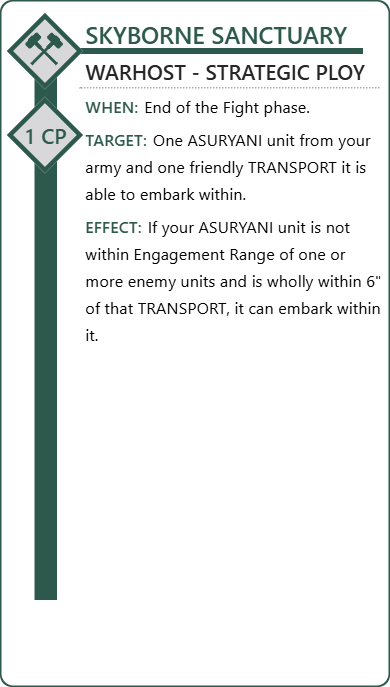 SKYBORNE SANCTUARY
WARHOST - STRATEGIC PLOY
WHEN: End of the Fight phase.
1 CP
TARGET: One ASURYANI unit from your
army and one friendly TRANSPORT it is
able to embark within.
EFFECT: If your ASURYANI unit is not
within Engagement Range of one or
more enemy units and is wholly within 6"
of that TRANSPORT, it can embark within
it.